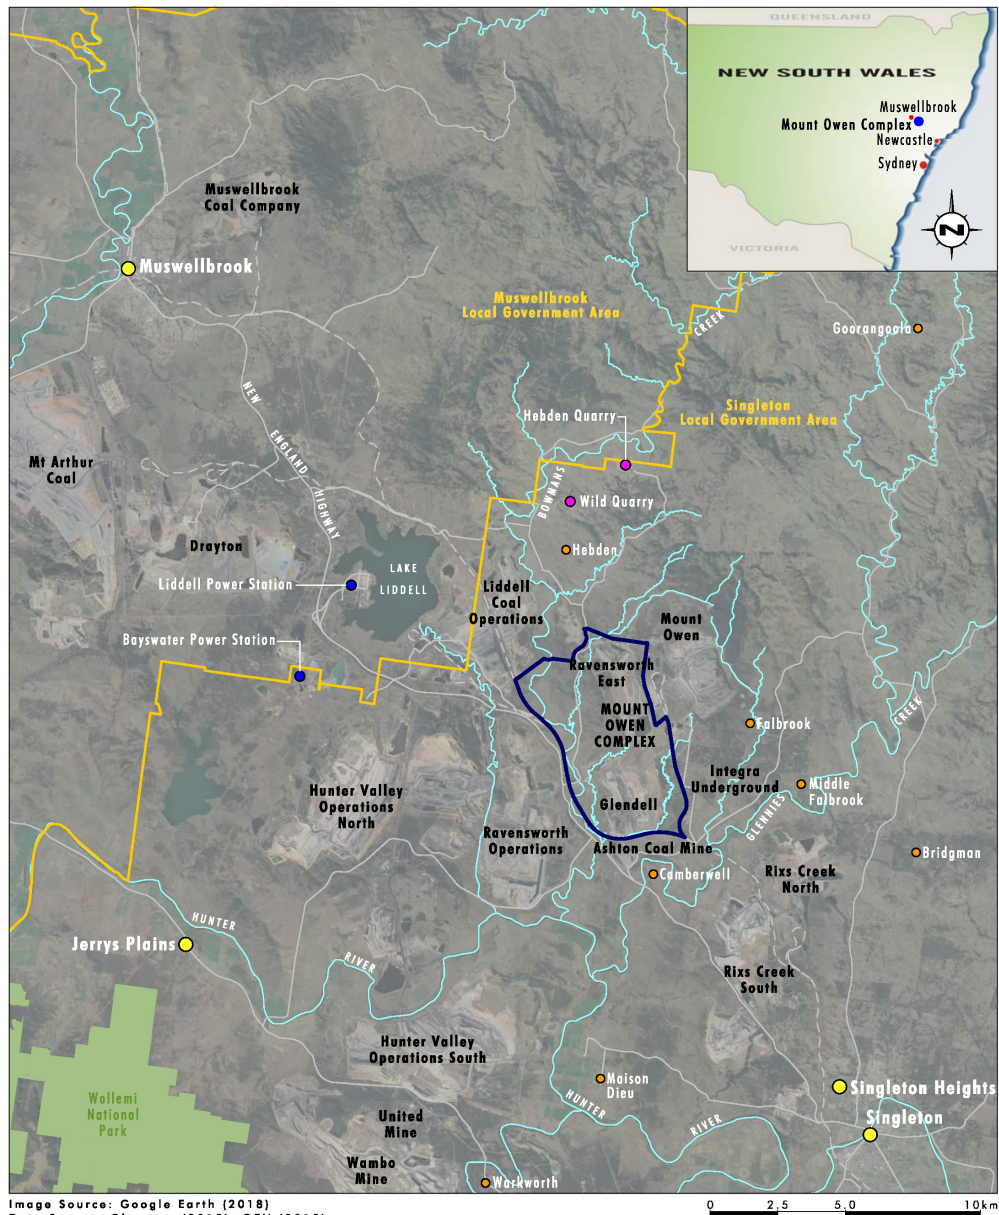 QUEENSLAND
NEW SOUTH WALES
Muswellbrook
Mount Owen Complex
Newcastle
Sydney
VICTORIA
N
Muswellbrook
Coal Company
Muswellbrook
Muswellbrook
Local Government Area
CREEK
Goorangoola
NEW
ENGLAND
HIGHWAY
Hebden Quarry
Singleton
Local Government Area
Mt Arthur
Coal
BOWMANS
Wild Quarry
Drayton
Hebden
LAKE
LIDDELL
Liddell Power Station
Liddell
Coal
Operations
Bayswater Power Station
Mount
Owen
Ravensworth
East
MOUNT
OWEN
COMPLEX
CREEK
Falbrook
Integra
Underground
Middle
Falbrook
Hunter Valley
Operations
North
Glendell
GLENNIES
Ravensworth
Operations
Ashton Coal Mine
Bridgman
Camberwell
Rixs Creek
North
HUNTER
Jerrys Plains
RIVER
Rixs Creek
South
Hunter Valley
Operations South
Maison
Dieu
Singleton Heights
Wollemi
National
Park
HUNTER
RIVER
Singleton
United
Mine
Wambo
Mine
Warkworth
Image Source: Google Earth (2018)
0 2.5 5.0 10km